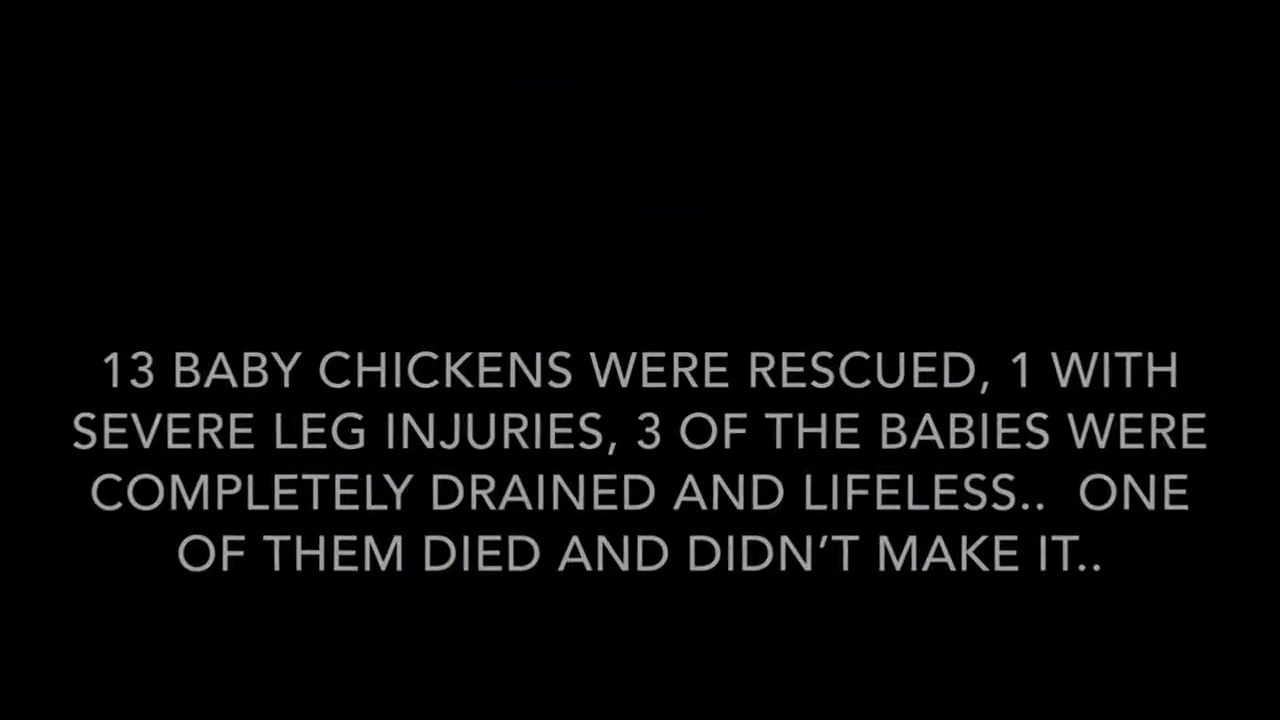 13 BABY CHICKENS WERE RESCUED, 1 WITH
SEVERE LEG INJURIES, 3 OF THE BABIES WERE
COMPLETELY DRAINED AND LIFELESS..  ONE
OF THEM DIED AND DIDN’T MAKE IT..